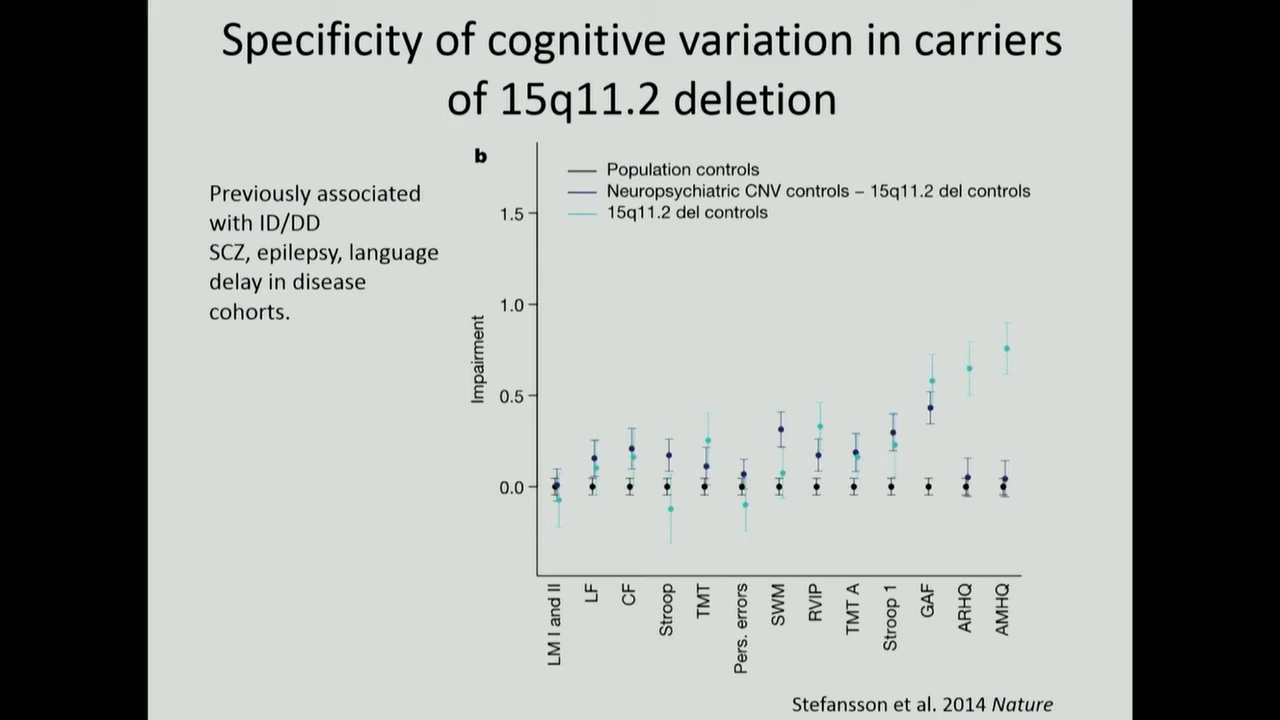 Specificity of cognitive variation in carriers
of 15q11.2 deletion
Previously associated
with ID/DD
SCZ, epilepsy, language
delay in disease
cohorts.
b
Population controls
Neuropsychiatric CNV controls – 15q11.2 del controls
15q11.2 del controls
Impairment
1.5
1.0
0.5
0.0
LM I and II
LF
CF
Stroop
TMT
Pers. errors
SWM
RVIP
TMT A
Stroop 1
GAF
ARHQ
AMHQ
Stefansson et al. 2014 Nature